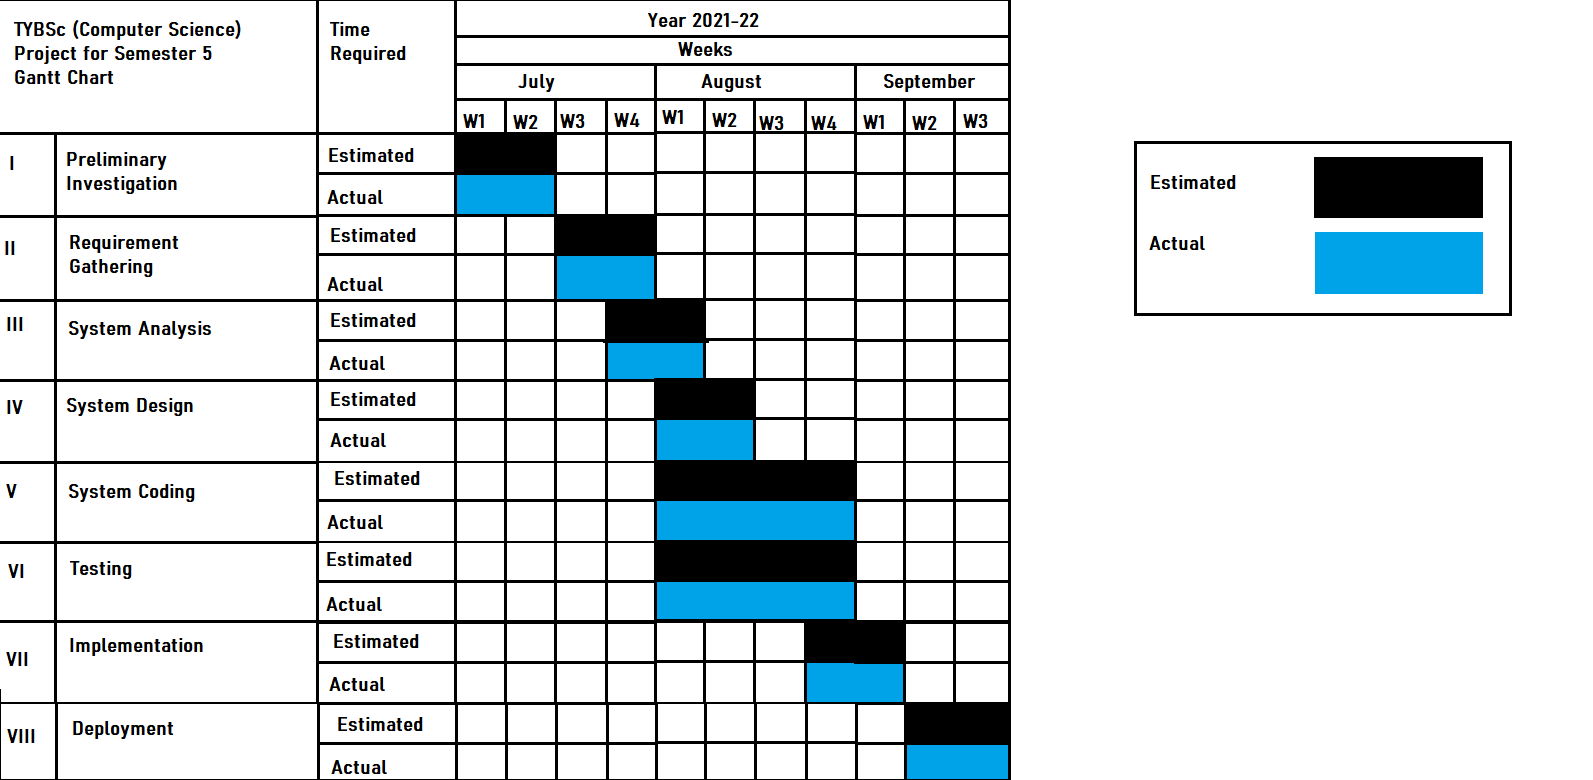 TYBSc (Computer Science)
Project for Semester 5
Gantt Chart
Time
Required
Year 2021-22
Weeks
July August September
W1 W2 W3 W4 W1 W2 W3 W4 W1 W2 W3
I
Preliminary
Investigation
Estimated
Actual
II
Requirement
Gathering
Estimated
Actual
III
System Analysis
Estimated
Actual
IV
System Design
Estimated
Actual
V
System Coding
Estimated
Actual
VI
Testing
Estimated
Actual
VII
Implementation
Estimated
Actual
VIII
Deployment
Estimated
Actual
Estimated
Actual